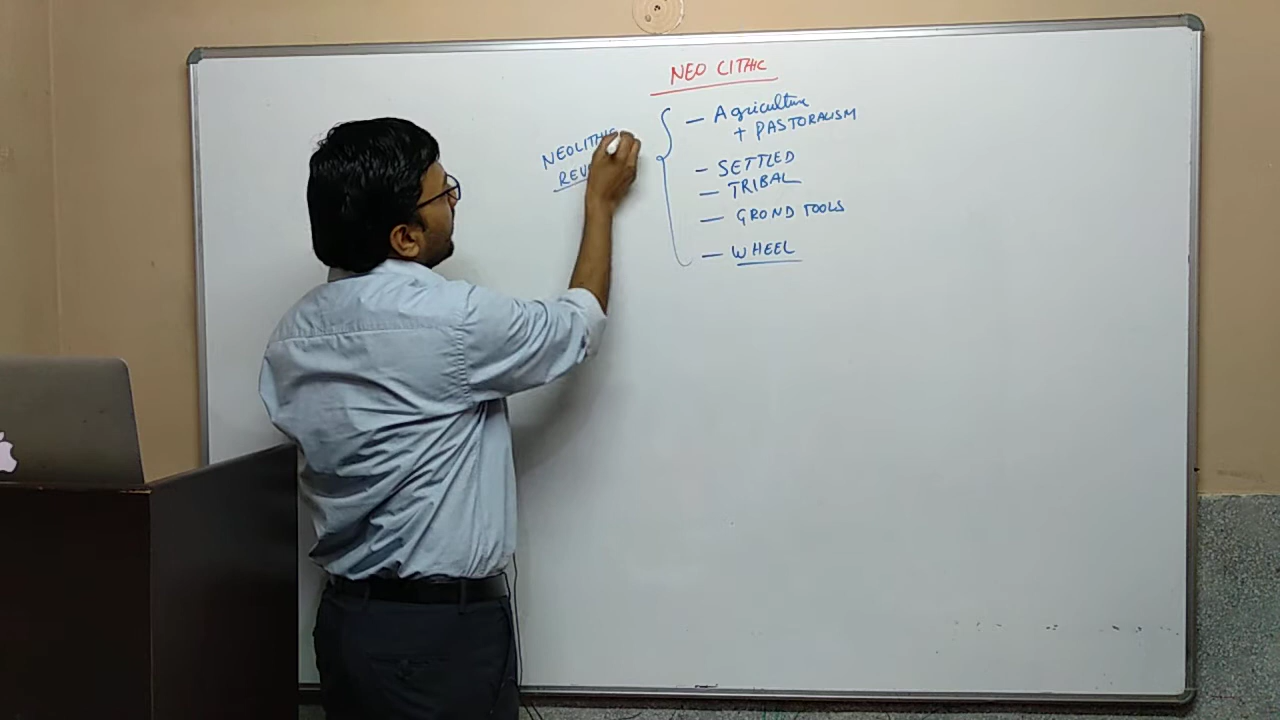 NEO LITHIC
— Agriculture
+ PASTORALISM
— SETTLED
— TRIBAL
— GROND TOOLS
— WHEEL
NEOLITHIC